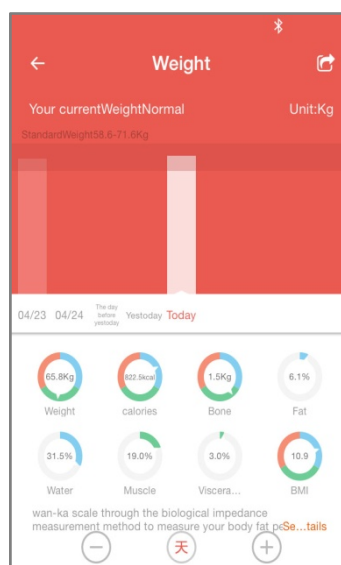 Weight
Your currentWeightNormal Unit:Kg
StandardWeight58.6-71.6Kg
04/23 04/24 The day before yestoday Yestoday Today
65.8Kg 822.5kcal 1.5Kg 6.1%
Weight calories Bone Fat
31.5% 19.0% 3.0% 10.9
Water Muscle Viscera... BMI
wan-ka scale through the biological impedance
measurement method to measure your body fat peSe...tails
天